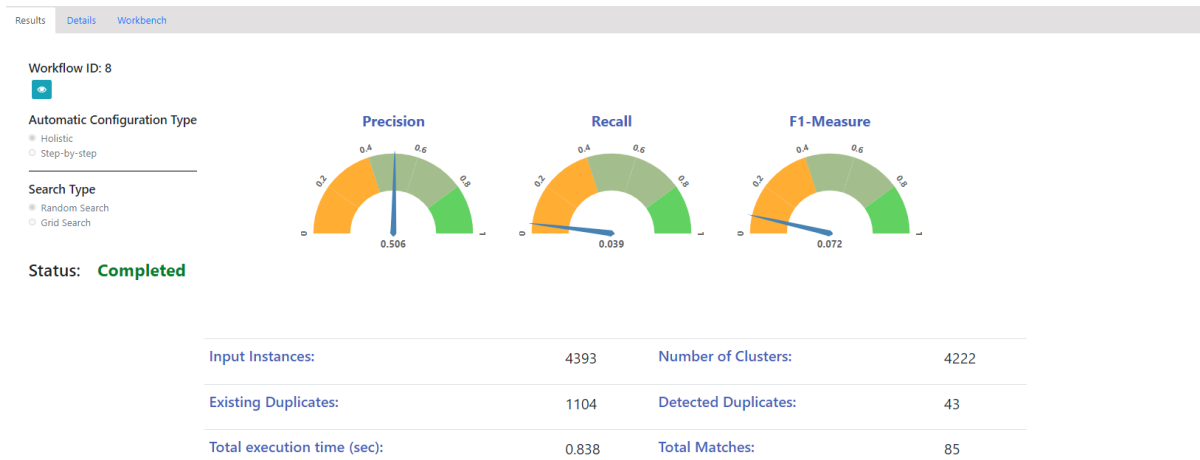 Results Details Workbench
Workflow ID: 8
Automatic Configuration Type
Holistic
Step-by-step
Search Type
Random Search
Grid Search
Status: Completed
Precision
0 0.2 0.4 0.6 0.8 1
0.506
Recall
0 0.2 0.4 0.6 0.8 1
0.039
F1-Measure
0 0.2 0.4 0.6 0.8 1
0.072
Input Instances: 4393 Number of Clusters: 4222
Existing Duplicates: 1104 Detected Duplicates: 43
Total execution time (sec): 0.838 Total Matches: 85